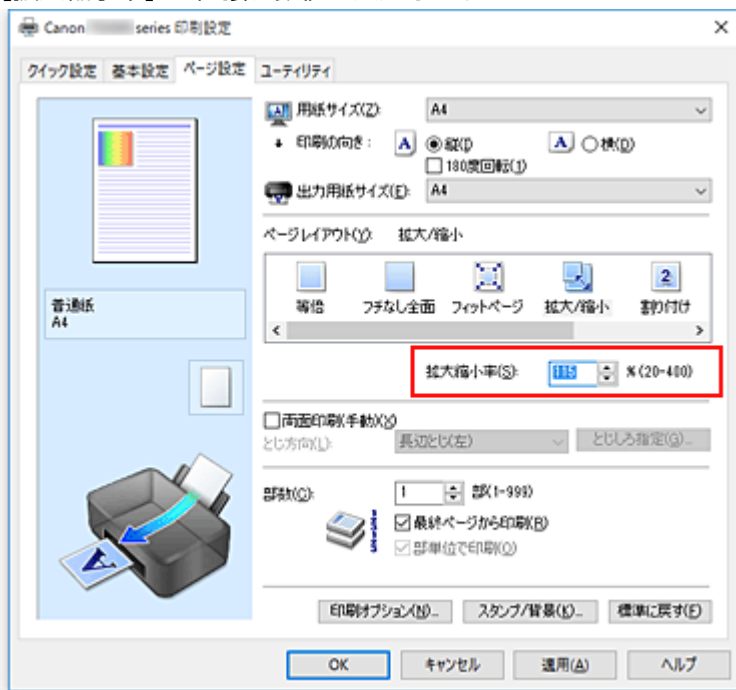 Canon series 印刷設定
クイック設定 基本設定 ページ設定 ユーティリティ
用紙サイズ(Z): A4
印刷の向き: A 縦(I) A 横(D)
180度回転(1)
出力用紙サイズ(E): A4
ページレイアウト(Y): 拡大/縮小
等倍 フチなし全面 フィットページ 拡大/縮小 割り付け
普通紙
A4
拡大縮小率(S): 115 % (20-400)
両面印刷(手動)(X)
とじ方向(L): 長辺とじ(左) とじしろ指定(G)...
部数(C): 1 部(1-999)
最終ページから印刷(R)
部単位で印刷(O)
印刷オプション(N)... スタンプ/背景(K)... 標準に戻す(F)
OK キャンセル 適用(A) ヘルプ